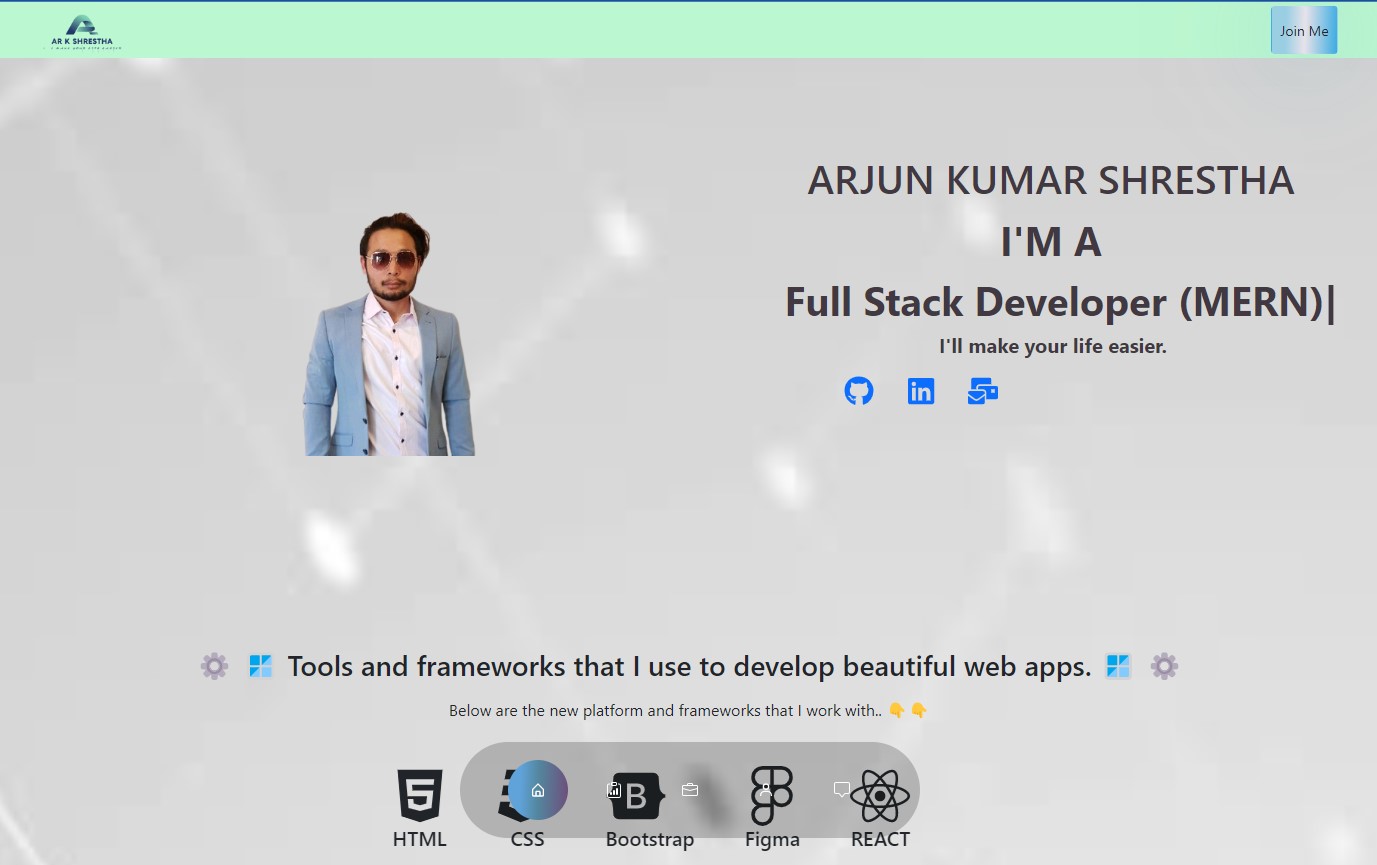 AR K SHRESTHA
Join Me
ARJUN KUMAR SHRESTHA
I'M A
Full Stack Developer (MERN)|
I'll make your life easier.
in
Tools and frameworks that I use to develop beautiful web apps.
Below are the new platform and frameworks that I work with..
B
HTML CSS Bootstrap Figma REACT